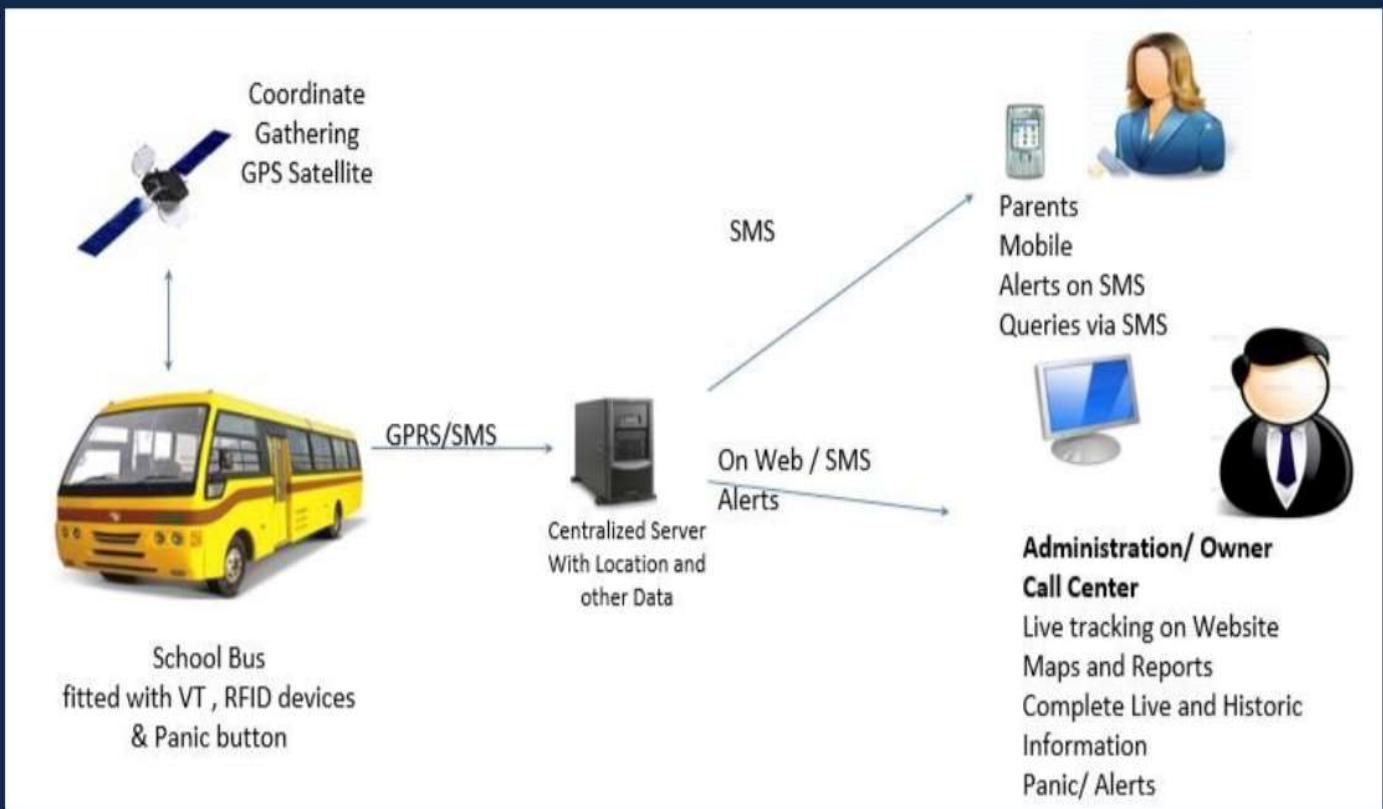 Coordinate
Gathering
GPS Satellite
SMS
Parents
Mobile
Alerts on SMS
Queries via SMS
GPRS/SMS
On Web / SMS
Alerts
Centralized Server
With Location and
other Data
School Bus
fitted with VT , RFID devices
& Panic button
Administration/ Owner
Call Center
Live tracking on Website
Maps and Reports
Complete Live and Historic
Information
Panic/ Alerts